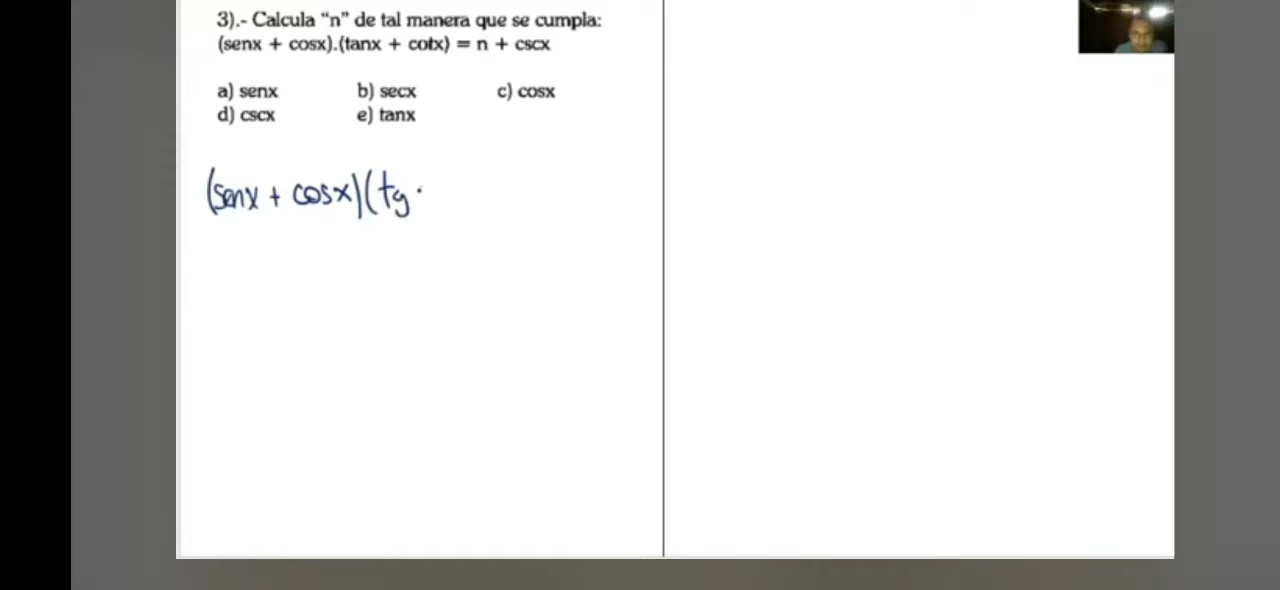 3).- Calcula “n” de tal manera que se cumpla:
(senx + cosx).(tanx + cotx) = n + cscx
a) senx b) secx c) cosx
d) cscx e) tanx
(senx + cosx)(tg